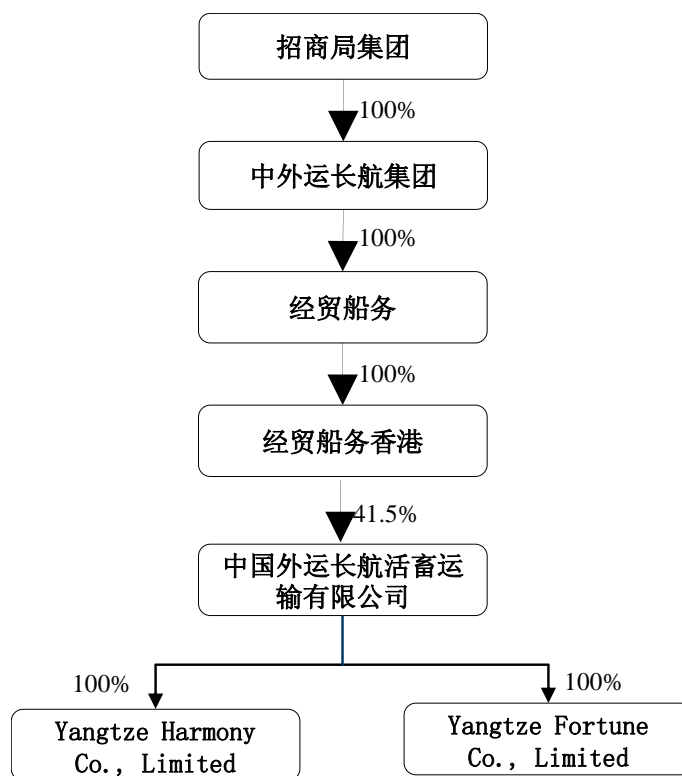 招商局集团
100%
中外运长航集团
100%
经贸船务
100%
经贸船务香港
41.5%
中国外运长航活畜运
输有限公司
100%
100%
Yangtze Harmony
Co., Limited
Yangtze Fortune
Co., Limited